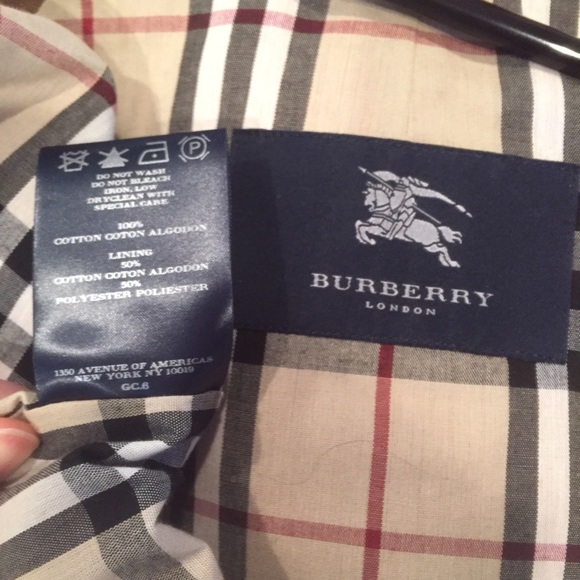 P
DO NOT WASH
DO NOT BLEACH
IRON, LOW
DRYCLEAN WITH
SPECIAL CARE
100%
COTTON COTON ALGODON
LINING
50%
COTTON COTON ALGODON
50%
POLYESTER POLIESTER
1350 AVENUE OF AMERICAS
NEW YORK NY 10019
GC.6
BURBERRY
LONDON